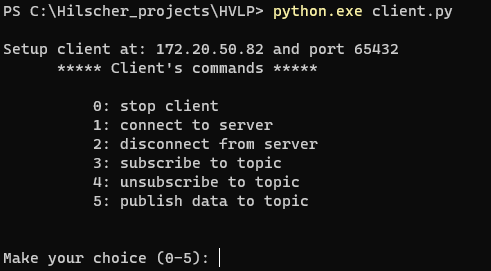 PS C:\Hilscher_projects\HVLP> python.exe client.py
Setup client at: 172.20.50.82 and port 65432
***** Client's commands *****
0: stop client
1: connect to server
2: disconnect from server
3: subscribe to topic
4: unsubscribe to topic
5: publish data to topic
Make your choice (0-5):